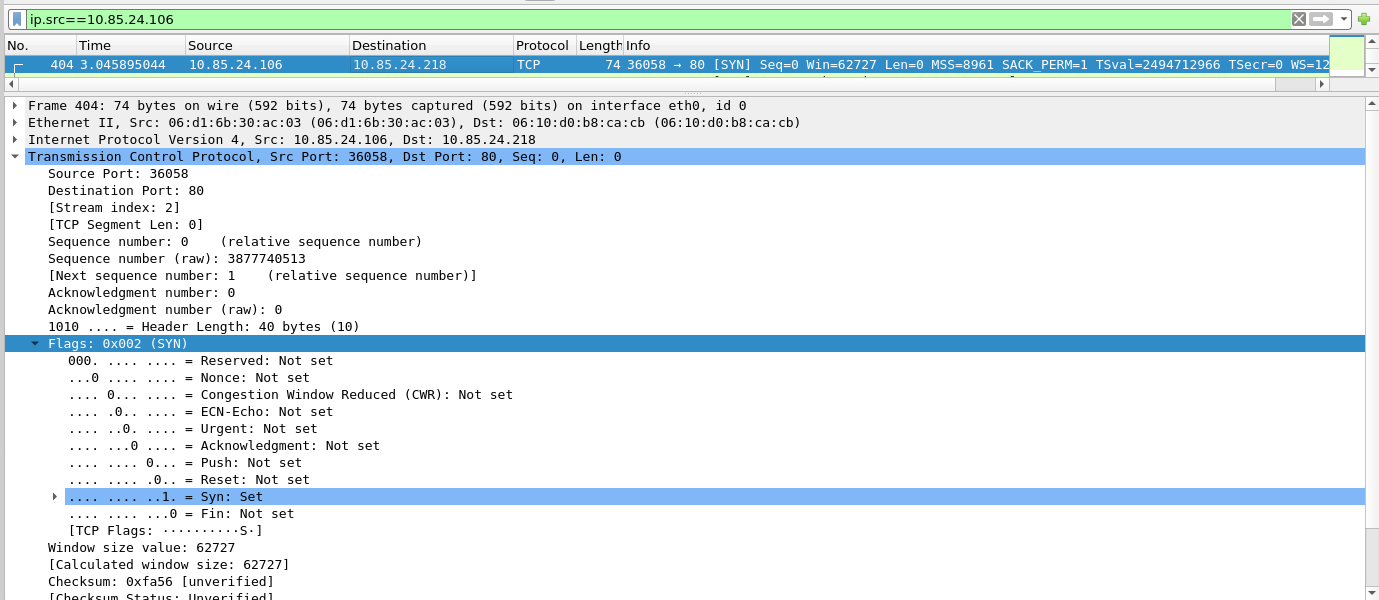 ip.src==10.85.24.106
No. Time Source Destination Protocol Length Info
404 3.045895044 10.85.24.106 10.85.24.218 TCP 74 36058 → 80 [SYN] Seq=0 Win=62727 Len=0 MSS=8961 SACK_PERM=1 TSval=2494712966 TSecr=0 WS=12
Frame 404: 74 bytes on wire (592 bits), 74 bytes captured (592 bits) on interface eth0, id 0
Ethernet II, Src: 06:d1:6b:30:ac:03 (06:d1:6b:30:ac:03), Dst: 06:10:d0:b8:ca:cb (06:10:d0:b8:ca:cb)
Internet Protocol Version 4, Src: 10.85.24.106, Dst: 10.85.24.218
Transmission Control Protocol, Src Port: 36058, Dst Port: 80, Seq: 0, Len: 0
Source Port: 36058
Destination Port: 80
[Stream index: 2]
[TCP Segment Len: 0]
Sequence number: 0    (relative sequence number)
Sequence number (raw): 3877740513
[Next sequence number: 1    (relative sequence number)]
Acknowledgment number: 0
Acknowledgment number (raw): 0
1010 .... = Header Length: 40 bytes (10)
Flags: 0x002 (SYN)
000. .... .... = Reserved: Not set
...0 .... .... = Nonce: Not set
.... 0... .... = Congestion Window Reduced (CWR): Not set
.... .0.. .... = ECN-Echo: Not set
.... ..0. .... = Urgent: Not set
.... ...0 .... = Acknowledgment: Not set
.... .... 0... = Push: Not set
.... .... .0.. = Reset: Not set
.... .... ..1. = Syn: Set
.... .... ...0 = Fin: Not set
[TCP Flags: ··········S·]
Window size value: 62727
[Calculated window size: 62727]
Checksum: 0xfa56 [unverified]
[Checksum Status: Unverified]